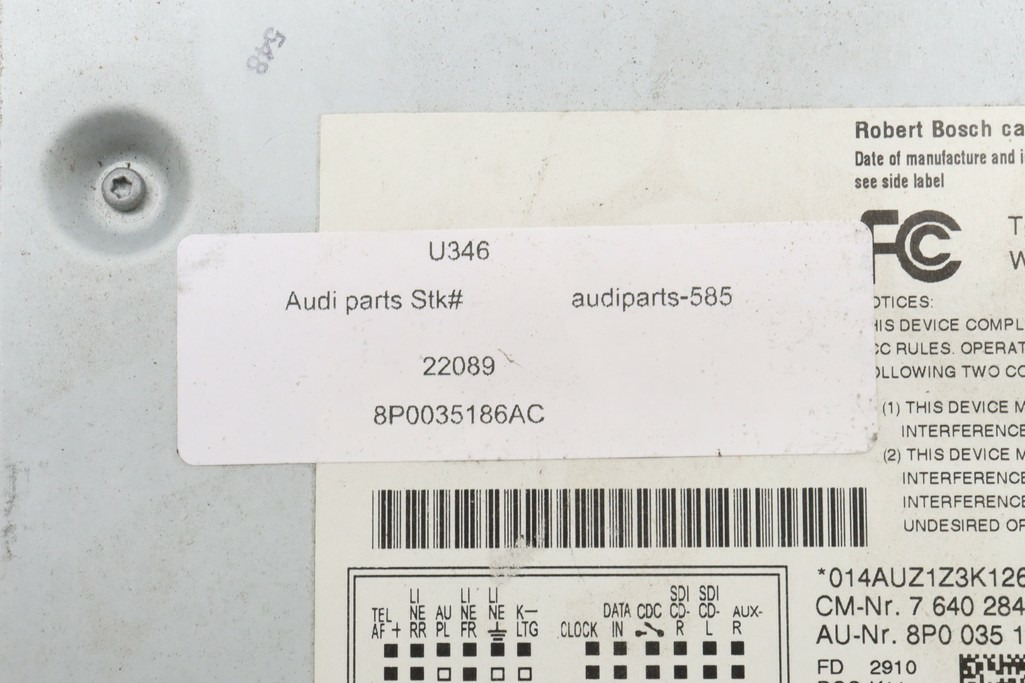 548
Robert Bosch ca
Date of manufacture and i
see side label
FC
T
W
U346
Audi parts Stk# audiparts-585
22089
8P0035186AC
OTICES:
HIS DEVICE COMPL
CC RULES. OPERAT
OLLOWING TWO CO
(1) THIS DEVICE M
INTERFERENCE
(2) THIS DEVICE M
INTERFERENCE
INTERFERENCE
UNDESIRED OF
*014AUZ1Z3K126
CM-Nr. 7 640 284
AU-Nr. 8P0 035 1
FD 2910
LI LI LI SDI SDI
TEL NE AU NE NE K— DATA CDC CD- CD- AUX-
AF + RR PL FR LTG CLOCK IN R L R